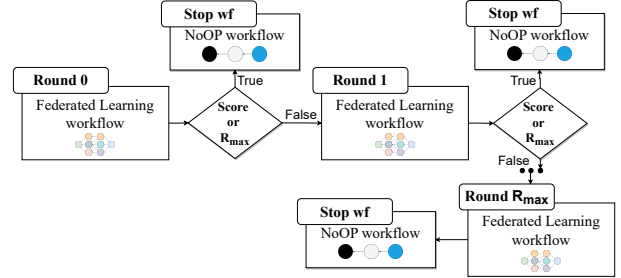 Stop wf
NoOP workflow
Stop wf
NoOP workflow
Round 0
Federated Learning
workflow
True
Score
or
Rmax
False
Round 1
Federated Learning
workflow
True
Score
or
Rmax
False
Round Rmax
Federated Learning
workflow
Stop wf
NoOP workflow